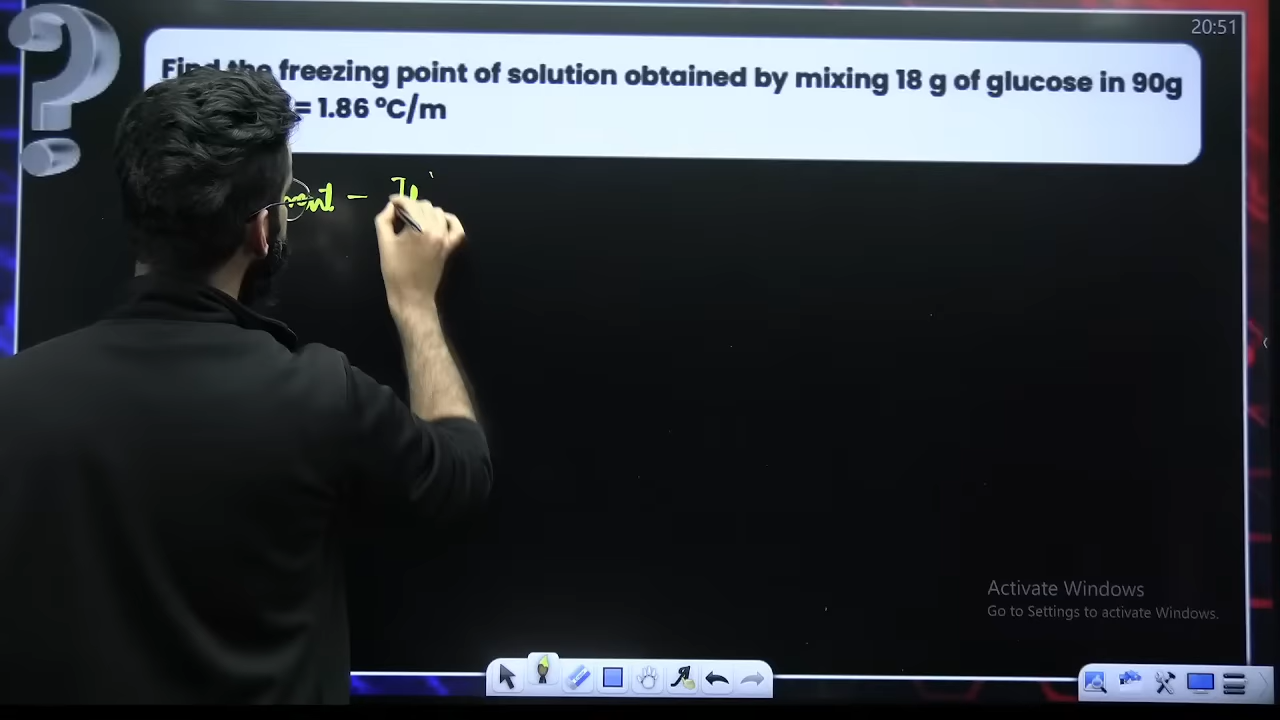 20:51
Find the freezing point of solution obtained by mixing 18 g of glucose in 90g
= 1.86 °C/m
Activate Windows
Go to Settings to activate Windows.